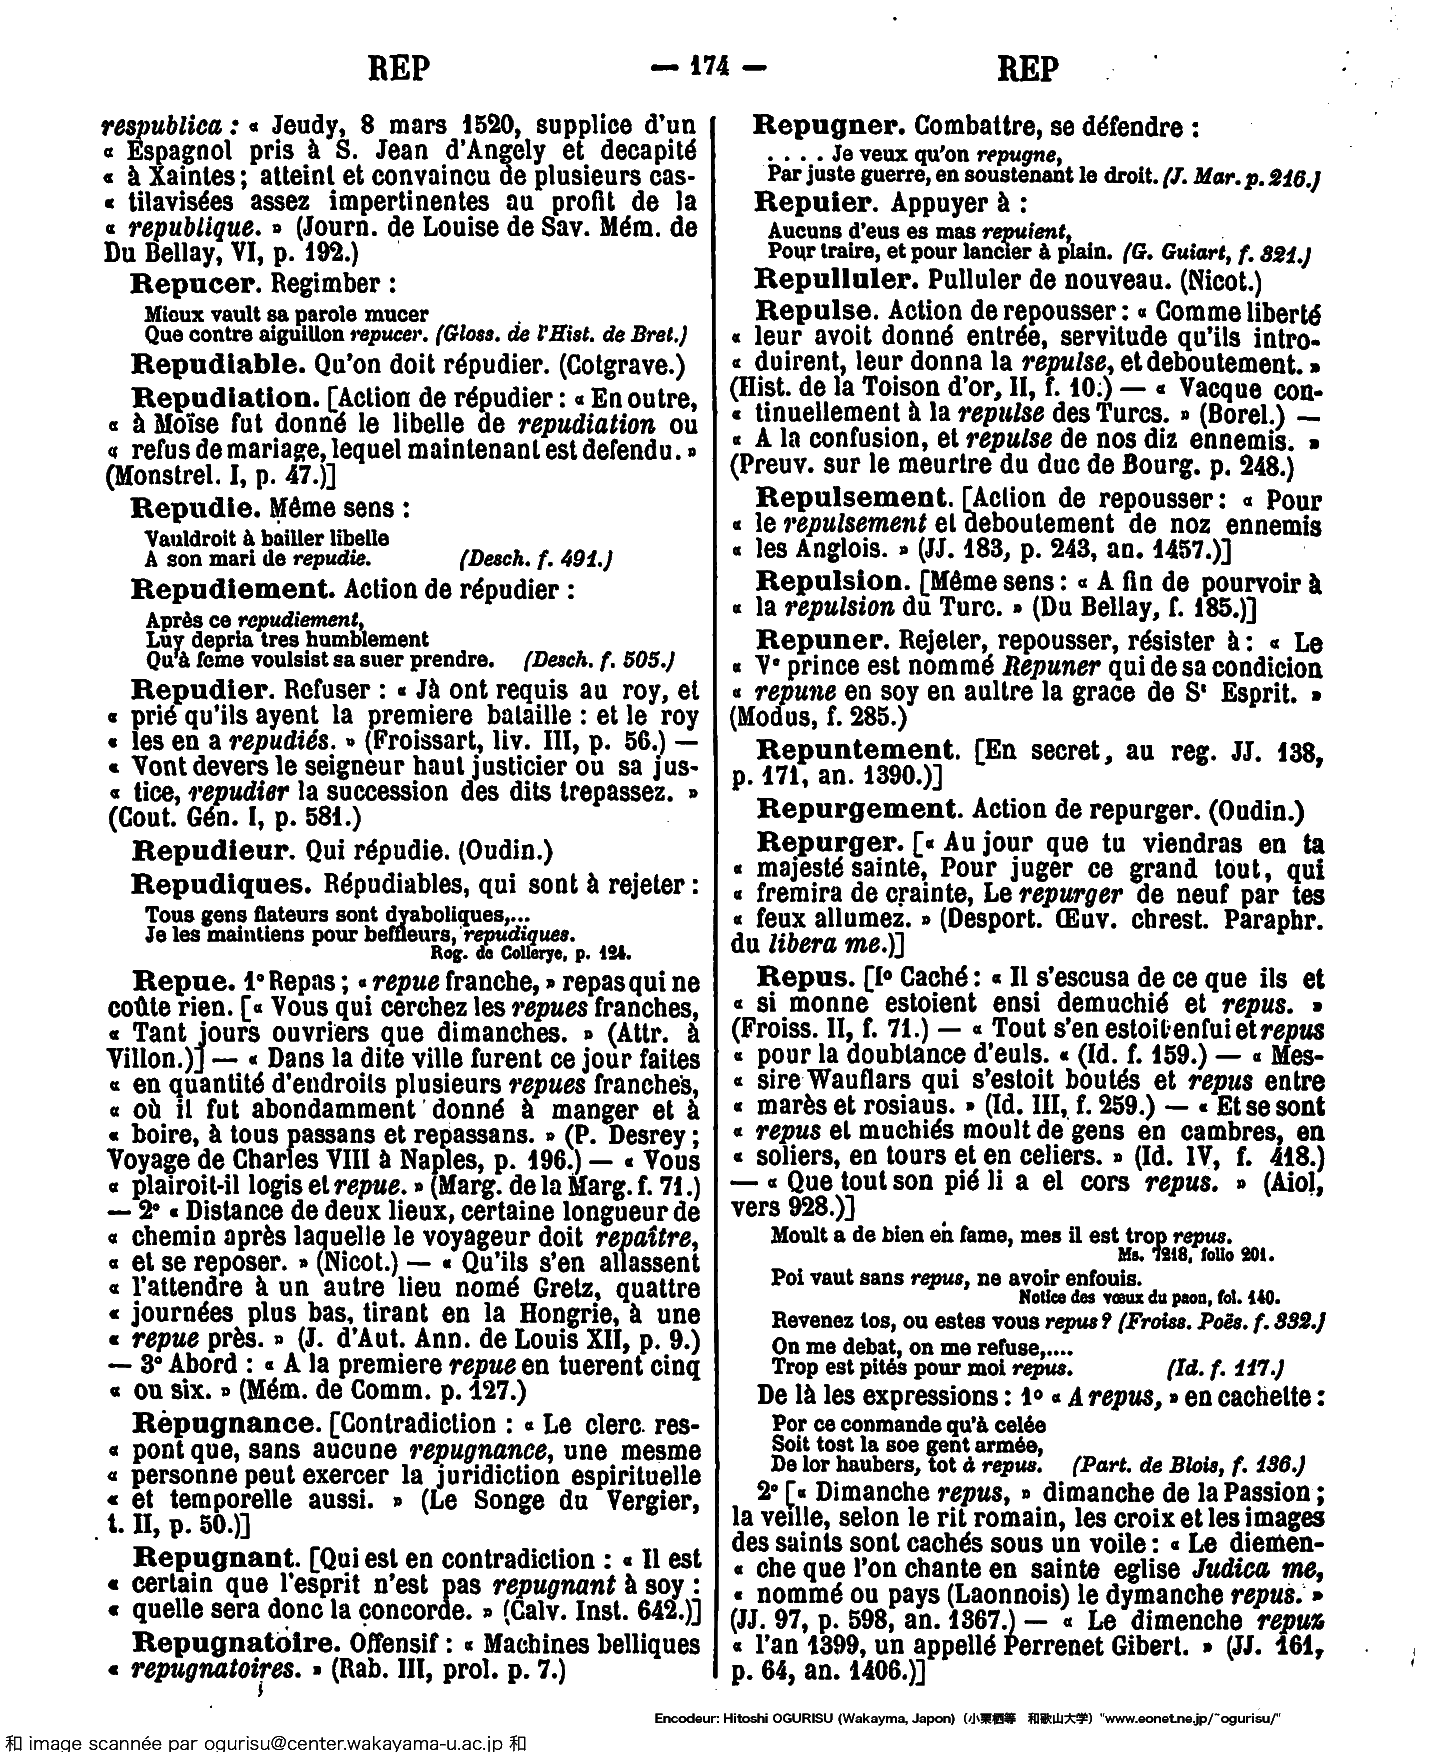 REP — 174 — REP
respublica : « Jeudy, 8 mars 1520, supplice d'un
« Espagnol pris à S. Jean d'Angely et decapité
« à Xaintes ; atteint et convaincu de plusieurs cas-
« tilavisées assez impertinentes au profit de la
« republique. » (Journ. de Louise de Sav. Mém. de
Du Bellay, VI, p. 192.)
Repucer. Regimber :
Mieux vault sa parole mucer
Que contre aiguillon repucer. (Gloss. de l'Hist. de Bret.)
Repudiable. Qu'on doit répudier. (Cotgrave.)
Repudiation. [Action de répudier : « En outre,
« à Moïse fut donné le libelle de repudiation ou
« refus de mariage, lequel maintenant est defendu. »
(Monstrel. I, p. 47.)]
Repudie. Même sens :
Vauldroit à bailler libelle
A son mari de repudie. (Desch. f. 491.)
Repudiement. Action de répudier :
Après ce repudiement,
Luy depria tres humblement
Qu'à feme voulsist sa suer prendre. (Desch. f. 505.)
Repudier. Refuser : « Jà ont requis au roy, et
« prié qu'ils ayent la premiere bataille : et le roy
« les en a repudiés. » (Froissart, liv. III, p. 56.) —
« Vont devers le seigneur haut justicier ou sa jus-
« tice, repudier la succession des dits trepassez. »
(Cout. Gén. I, p. 581.)
Repudieur. Qui répudie. (Oudin.)
Repudiques. Répudiables, qui sont à rejeter :
Tous gens flateurs sont dyaboliques,...
Je les maintiens pour beffleurs, repudiques.
Rog. de Collerye, p. 124.
Repue. 1° Repas ; « repue franche, » repas qui ne
coûte rien. [« Vous qui cerchez les repues franches,
« Tant jours ouvriers que dimanches. » (Attr. à
Villon.)] — « Dans la dite ville furent ce jour faites
« en quantité d'endroits plusieurs repues franches,
« où il fut abondamment donné à manger et à
« boire, à tous passans et repassans. » (P. Desrey ;
Voyage de Charles VIII à Naples, p. 196.) — « Vous
« plairoit-il logis et repue. » (Marg. de la Marg. f. 71.)
— 2° « Distance de deux lieux, certaine longueur de
« chemin après laquelle le voyageur doit repaître,
« et se reposer. » (Nicot.) — « Qu'ils s'en allassent
« l'attendre à un autre lieu nomé Gretz, quattre
« journées plus bas, tirant en la Hongrie, à une
« repue près. » (J. d'Aut. Ann. de Louis XII, p. 9.)
— 3° Abord : « A la premiere repue en tuerent cinq
« ou six. » (Mém. de Comm. p. 127.)
Repugnance. [Contradiction : « Le clerc res-
« pont que, sans aucune repugnance, une mesme
« personne peut exercer la juridiction espirituelle
« et temporelle aussi. » (Le Songe du Vergier,
t. II, p. 50.)]
Repugnant. [Qui est en contradiction : « Il est
« certain que l'esprit n'est pas repugnant à soy :
« quelle sera donc la concorde. » (Calv. Inst. 642.)]
Repugnatoire. Offensif : « Machines belliques
« repugnatoires. » (Rab. III, prol. p. 7.)
Repugner. Combattre, se défendre :
. . . . Je veux qu'on repugne,
Par juste guerre, en soustenant le droit. (J. Mar. p. 216.)
Repuier. Appuyer à :
Aucuns d'eus es mas repuient,
Pour traire, et pour lancier à plain. (G. Guiart, f. 321.)
Repulluler. Pulluler de nouveau. (Nicot.)
Repulse. Action de repousser : « Comme liberté
« leur avoit donné entrée, servitude qu'ils intro-
« duirent, leur donna la repulse, et deboutement. »
(Hist. de la Toison d'or, II, f. 10.) — « Vacque con-
« tinuellement à la repulse des Turcs. » (Borel.) —
« A la confusion, et repulse de nos diz ennemis. »
(Preuv. sur le meurtre du duc de Bourg. p. 248.)
Repulsement. [Action de repousser : « Pour
« le repulsement et deboutement de noz ennemis
« les Anglois. » (JJ. 183, p. 243, an. 1457.)]
Repulsion. [Même sens : « A fin de pourvoir à
« la repulsion du Turc. » (Du Bellay, f. 185.)]
Repuner. Rejeter, repousser, résister à : « Le
« Ve prince est nommé Repuner qui de sa condicion
« repune en soy en aultre la grace de St Esprit. »
(Modus, f. 285.)
Repuntement. [En secret, au reg. JJ. 138,
p. 171, an. 1390.)]
Repurgement. Action de repurger. (Oudin.)
Repurger. [« Au jour que tu viendras en ta
« majesté sainte, Pour juger ce grand tout, qui
« fremira de crainte, Le repurger de neuf par tes
« feux allumez. » (Desport. Œuv. chrest. Paraphr.
du libera me.)]
Repus. [I° Caché : « Il s'escusa de ce que ils et
« si monne estoient ensi demuchié et repus. »
(Froiss. II, f. 71.) — « Tout s'en estoit enfui et repus
« pour la doubtance d'euls. « (Id. f. 159.) — « Mes-
« sire Wauflars qui s'estoit boutés et repus entre
« marès et rosiaus. » (Id. III, f. 259.) — « Et se sont
« repus et muchiés moult de gens en cambres, en
« soliers, en tours et en celiers. » (Id. IV, f. 418.)
— « Que tout son pié li a el cors repus. » (Aiol,
vers 928.)]
Moult a de bien en fame, mes il est trop repus.
Ms. 7218, folio 201.
Poi vaut sans repus, ne avoir enfouis.
Notice des vœux du paon, fol. 140.
Revenez tos, ou estes vous repus ? (Froiss. Poës. f. 332.)
On me debat, on me refuse,....
Trop est pités pour moi repus. (Id. f. 117.)
De là les expressions : 1° « A repus, » en cachette :
Por ce conmande qu'à celée
Soit tost la soe gent armée,
De lor haubers, tot à repus. (Part. de Blois, f. 136.)
2° [« Dimanche repus, » dimanche de la Passion ;
la veille, selon le rit romain, les croix et les images
des saints sont cachés sous un voile : « Le diemen-
« che que l'on chante en sainte eglise Judica me,
« nommé ou pays (Laonnois) le dymanche repus. »
(JJ. 97, p. 598, an. 1367.) — « Le dimenche repuz
« l'an 1399, un appellé Perrenet Gibert. » (JJ. 161,
p. 64, an. 1406.)]
Encodeur: Hitoshi OGURISU (Wakayma, Japon) (小栗栖等 和歌山大学) "www.eonet.ne.jp/~ogurisu/"
和 image scannée par ogurisu@center.wakayama-u.ac.jp 和